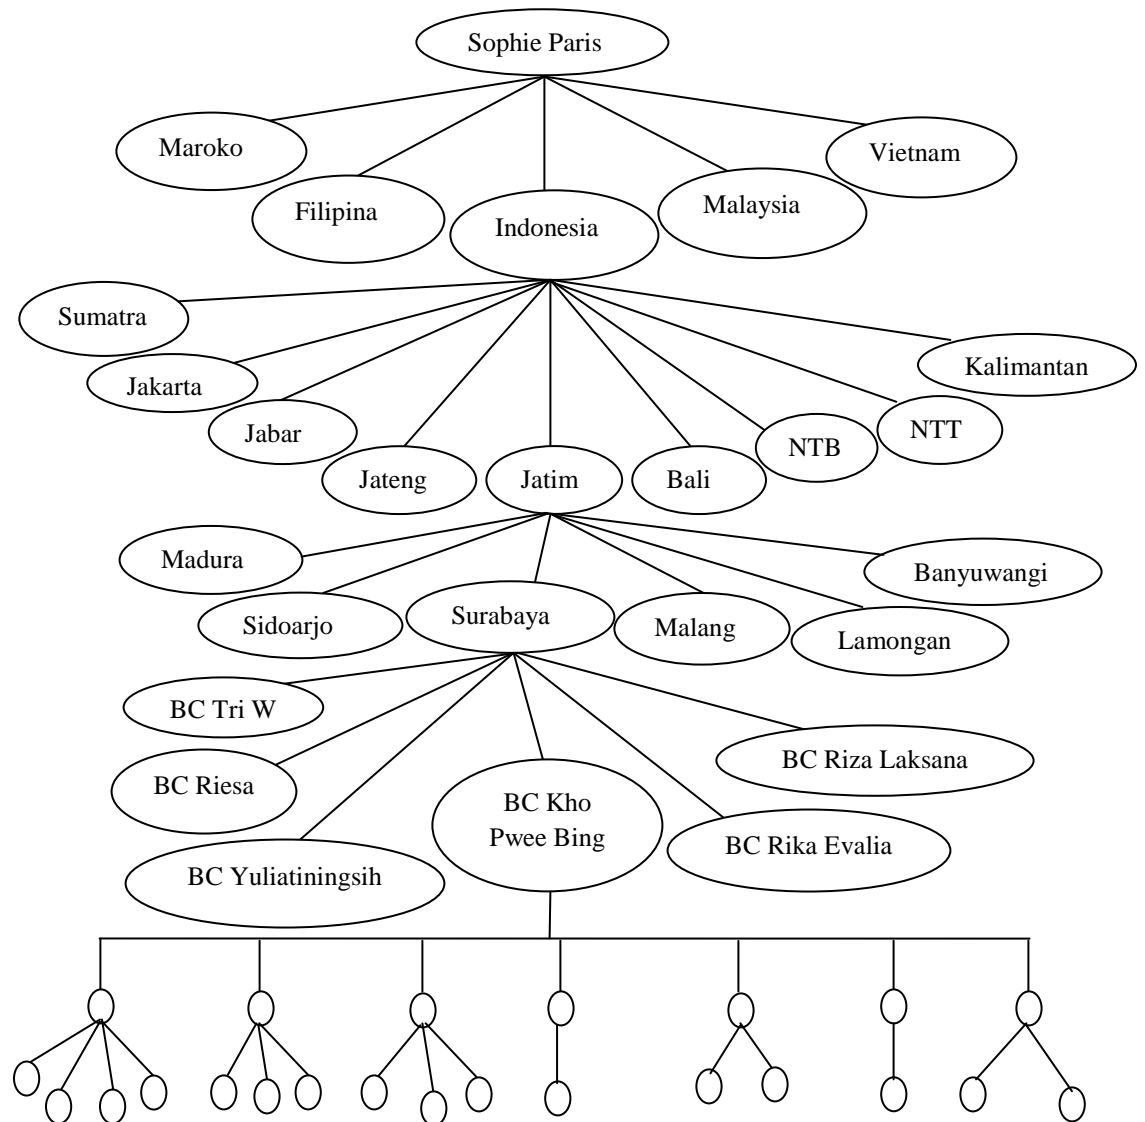 Sophie Paris
Maroko
Vietnam
Filipina
Malaysia
Indonesia
Sumatra
Kalimantan
Jakarta
Jabar
NTT
NTB
Jateng
Jatim
Bali
Madura
Banyuwangi
Sidoarjo
Surabaya
Malang
Lamongan
BC Tri W
BC Riza Laksana
BC Riesa
BC Kho
Pwee Bing
BC Rika Evalia
BC Yuliatiningsih